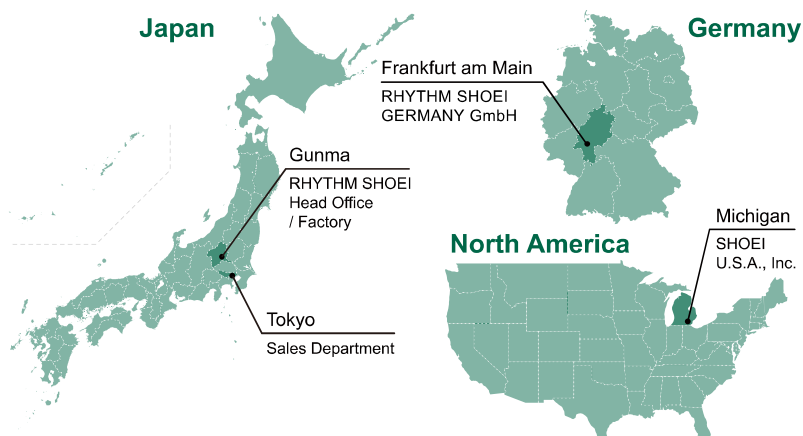 Japan
Gunma
RHYTHM SHOEI
Head Office
/ Factory
Tokyo
Sales Department
Germany
Frankfurt am Main
RHYTHM SHOEI
GERMANY GmbH
North America
Michigan
SHOEI
U.S.A., Inc.